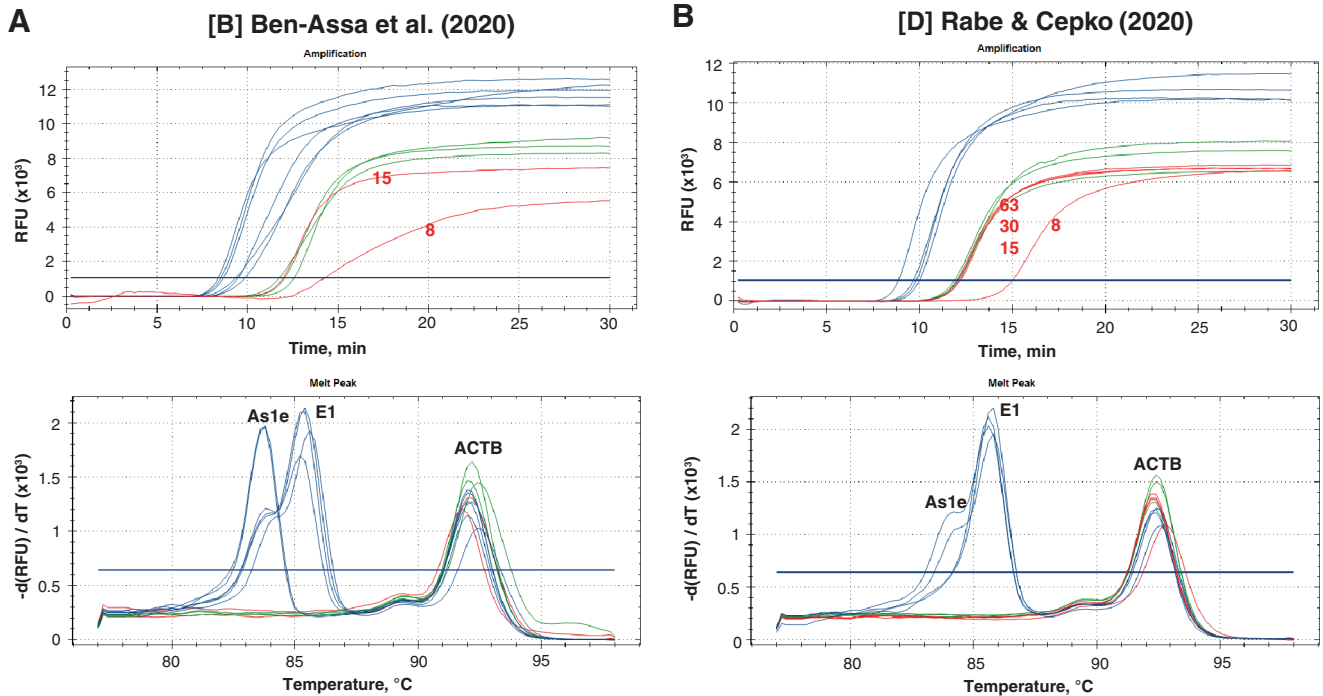 A
[B] Ben-Assa et al. (2020)
Amplification
RFU (x10³)
12
10
8
6
4
2
0
15
8
0 5 10 15 20 25 30
Time, min
Melt Peak
-d(RFU) / dT (x10³)
2
1.5
1
0.5
0
As1e
E1
ACTB
80 85 90 95
Temperature, °C
B
[D] Rabe & Cepko (2020)
Amplification
RFU (x10³)
12
10
8
6
4
2
0
63
30
15
8
0 5 10 15 20 25 30
Time, min
Melt Peak
-d(RFU) / dT (x10³)
2
1.5
1
0.5
0
E1
As1e
ACTB
80 85 90 95
Temperature, °C